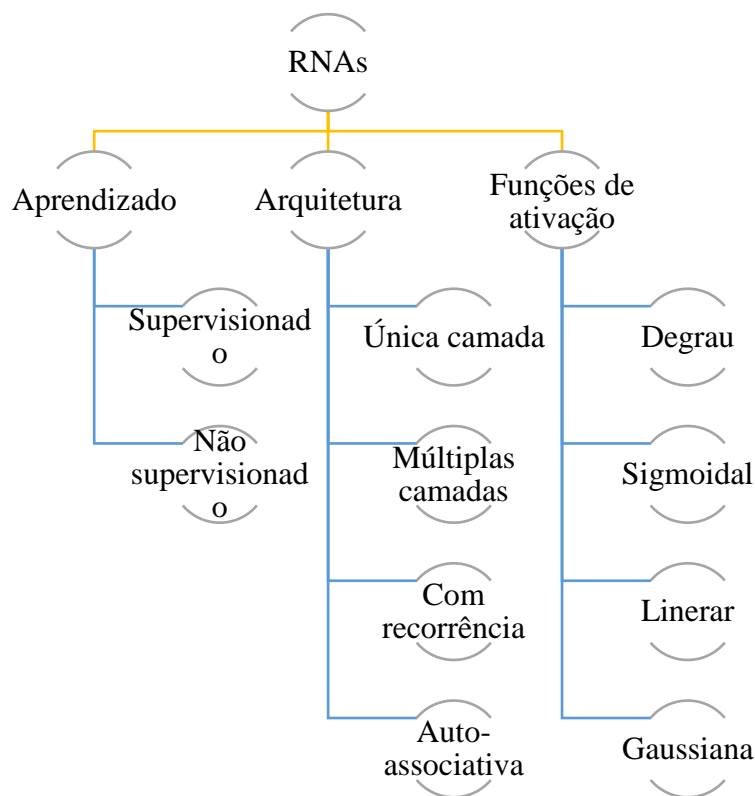 RNAs
Aprendizado
Supervisionad
o
Não
supervisionad
o
Arquitetura
Única camada
Múltiplas
camadas
Com
recorrência
Auto-
associativa
Funções de
ativação
Degrau
Sigmoidal
Linerar
Gaussiana